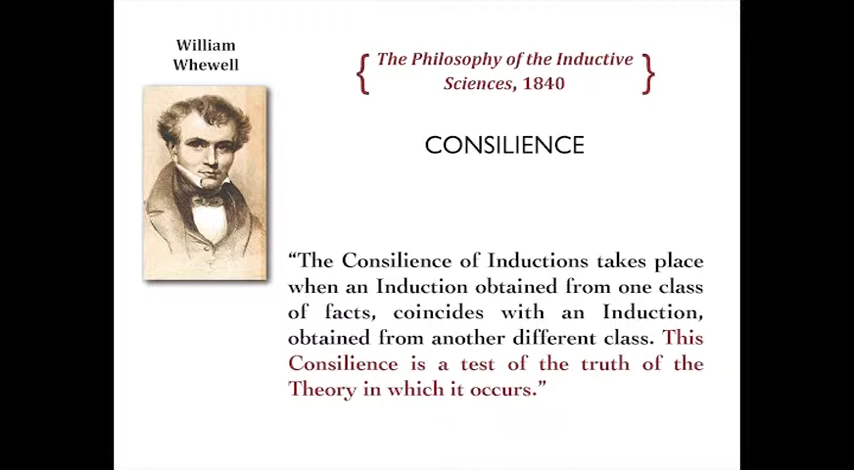 William
Whewell
{ The Philosophy of the Inductive
Sciences, 1840 }
CONSILIENCE
“The Consilience of Inductions takes place
when an Induction obtained from one class
of facts, coincides with an Induction,
obtained from another different class. This
Consilience is a test of the truth of the
Theory in which it occurs.”